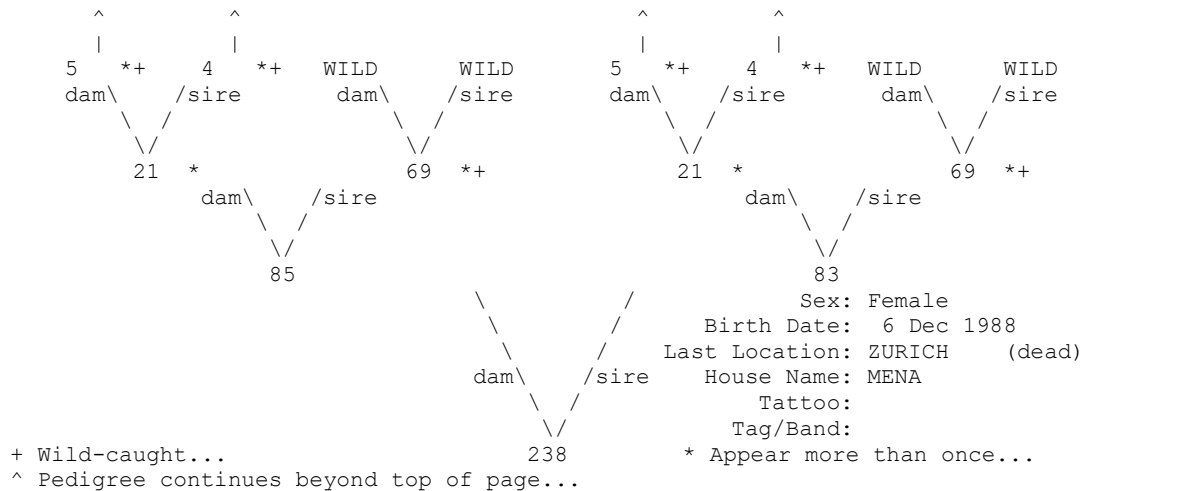 ^ ^ ^ ^
| | | |
5 *+ 4 *+ WILD WILD 5 *+ 4 *+ WILD WILD
dam\ /sire dam\ /sire dam\ /sire dam\ /sire
\ / \ / \ / \ /
\/ \/ \/ \/
21 * 69 *+ 21 * 69 *+
dam\ /sire dam\ /sire
\ / \ /
\/ \/
85 83
\ / Sex: Female
\ / Birth Date: 6 Dec 1988
\ / Last Location: ZURICH (dead)
dam\ /sire House Name: MENA
\ / Tattoo:
\/ Tag/Band:
+ Wild-caught... 238 * Appear more than once...
^ Pedigree continues beyond top of page...